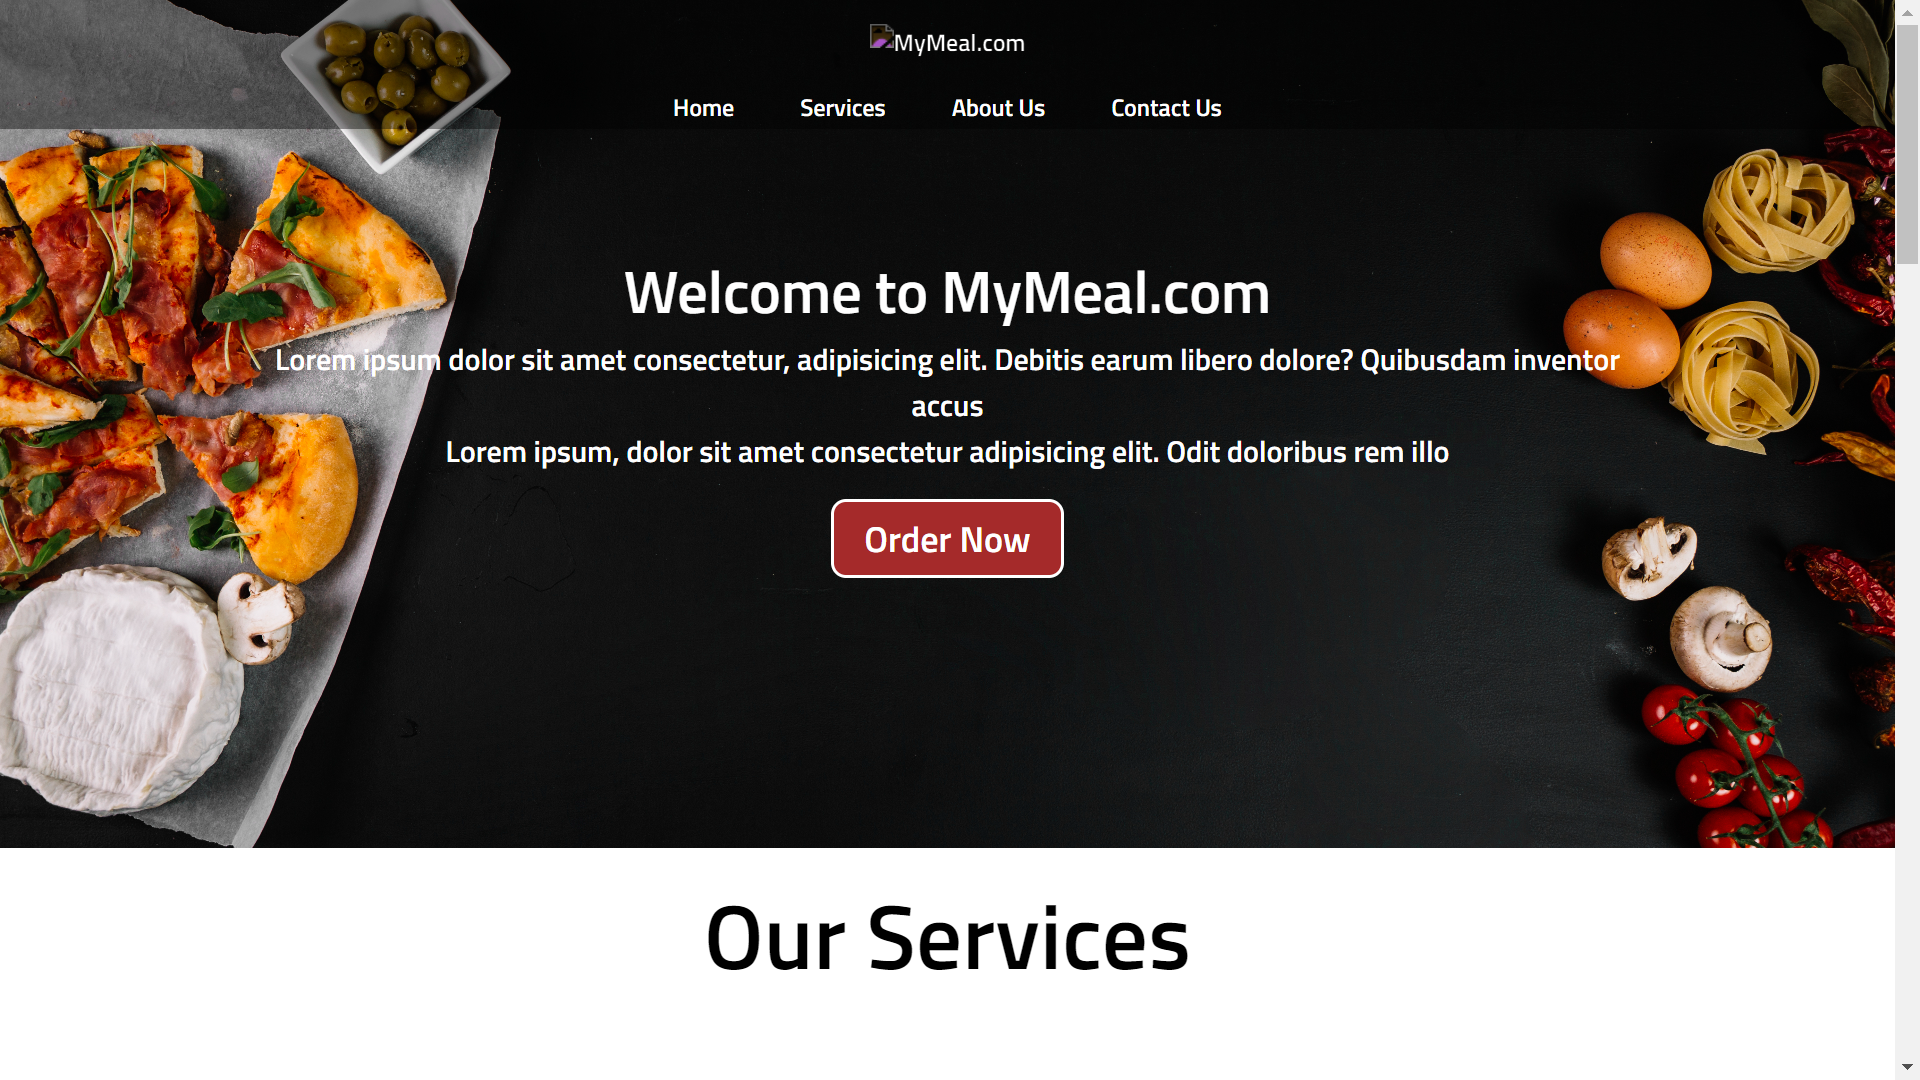 MyMeal.com
Home Services About Us Contact Us
Welcome to MyMeal.com
Lorem ipsum dolor sit amet consectetur, adipisicing elit. Debitis earum libero dolore? Quibusdam inventor
accus
Lorem ipsum, dolor sit amet consectetur adipisicing elit. Odit doloribus rem illo
Order Now
Our Services